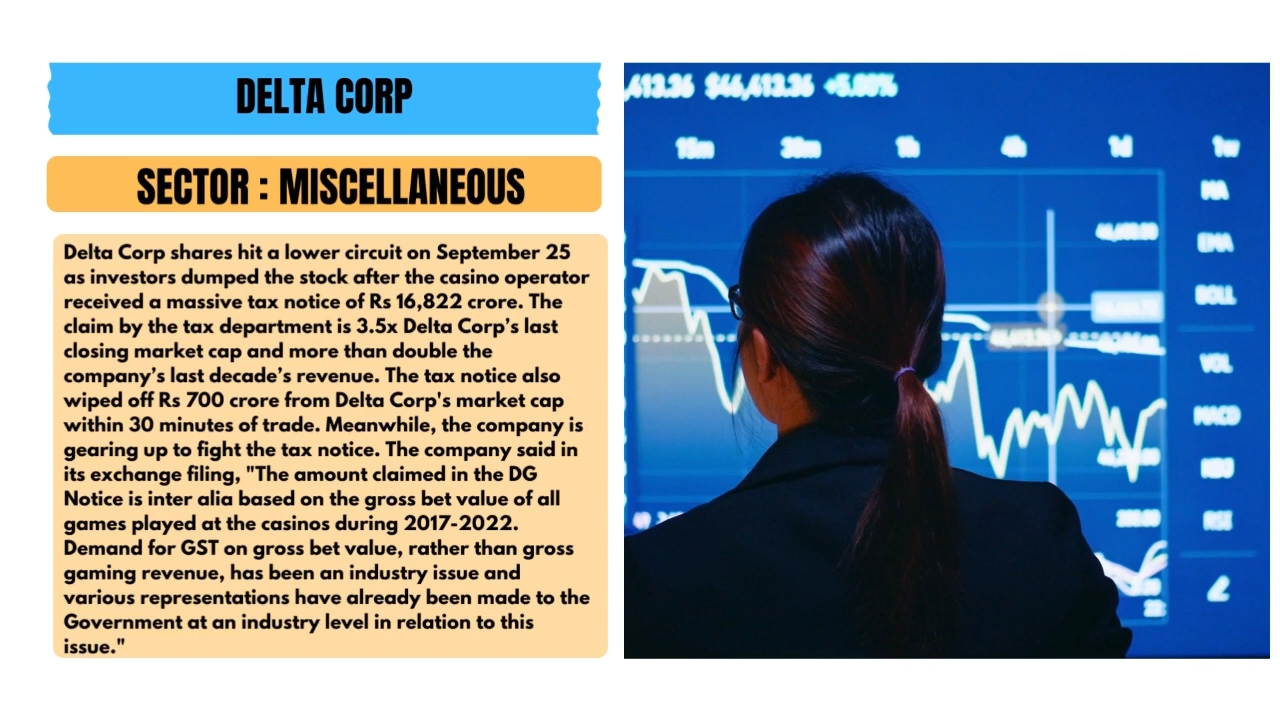 DELTA CORP
SECTOR : MISCELLANEOUS
Delta Corp shares hit a lower circuit on September 25
as investors dumped the stock after the casino operator
received a massive tax notice of Rs 16,822 crore. The
claim by the tax department is 3.5x Delta Corp’s last
closing market cap and more than double the
company’s last decade’s revenue. The tax notice also
wiped off Rs 700 crore from Delta Corp's market cap
within 30 minutes of trade. Meanwhile, the company is
gearing up to fight the tax notice. The company said in
its exchange filing, "The amount claimed in the DG
Notice is inter alia based on the gross bet value of all
games played at the casinos during 2017-2022.
Demand for GST on gross bet value, rather than gross
gaming revenue, has been an industry issue and
various representations have already been made to the
Government at an industry level in relation to this
issue."
,413.36 $46,413.36 +5.00%
15m 30m 1h 4h 1d 1w
MA
EMA
BOLL
VOL
MACD
KDJ
RSI